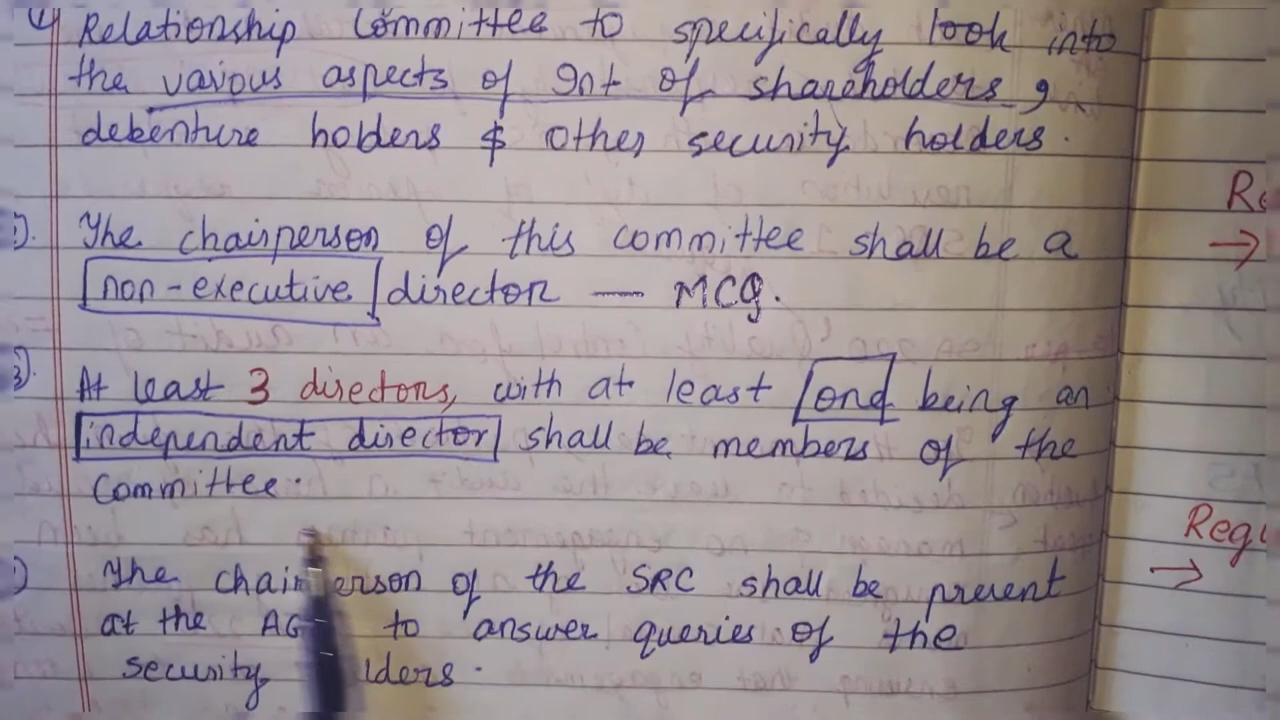 Relationship Committee to specifically look into
the various aspects of Int of shareholders,
debenture holders & other security holders.
The chairperson of this committee shall be a
non-executive director — MCQ.
3). At least 3 directors, with at least one being an
independent director shall be members of the
Committee.
The chairperson of the SRC shall be present
at the AG to answer queries of the
security lders.
→
→